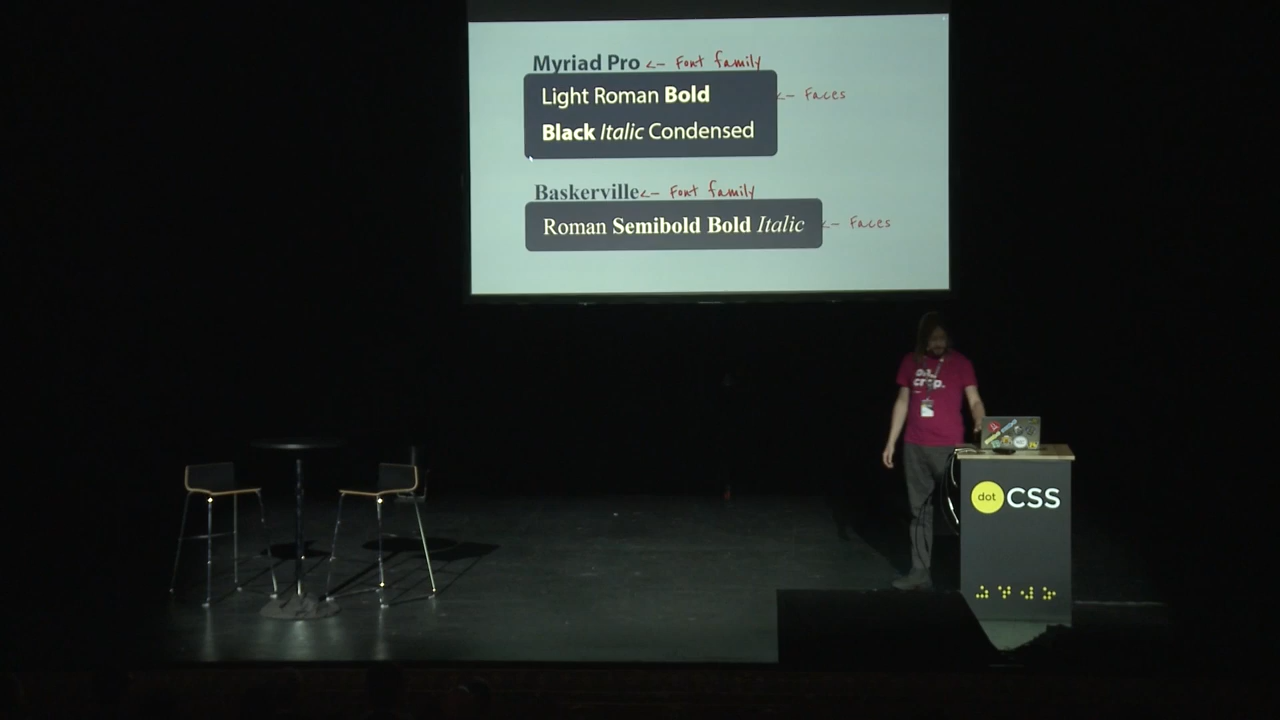 Myriad Pro <- Font family
Light Roman Bold <- Faces
Black Italic Condensed
Baskerville <- Font family
Roman Semibold Bold Italic <- Faces
dot CSS